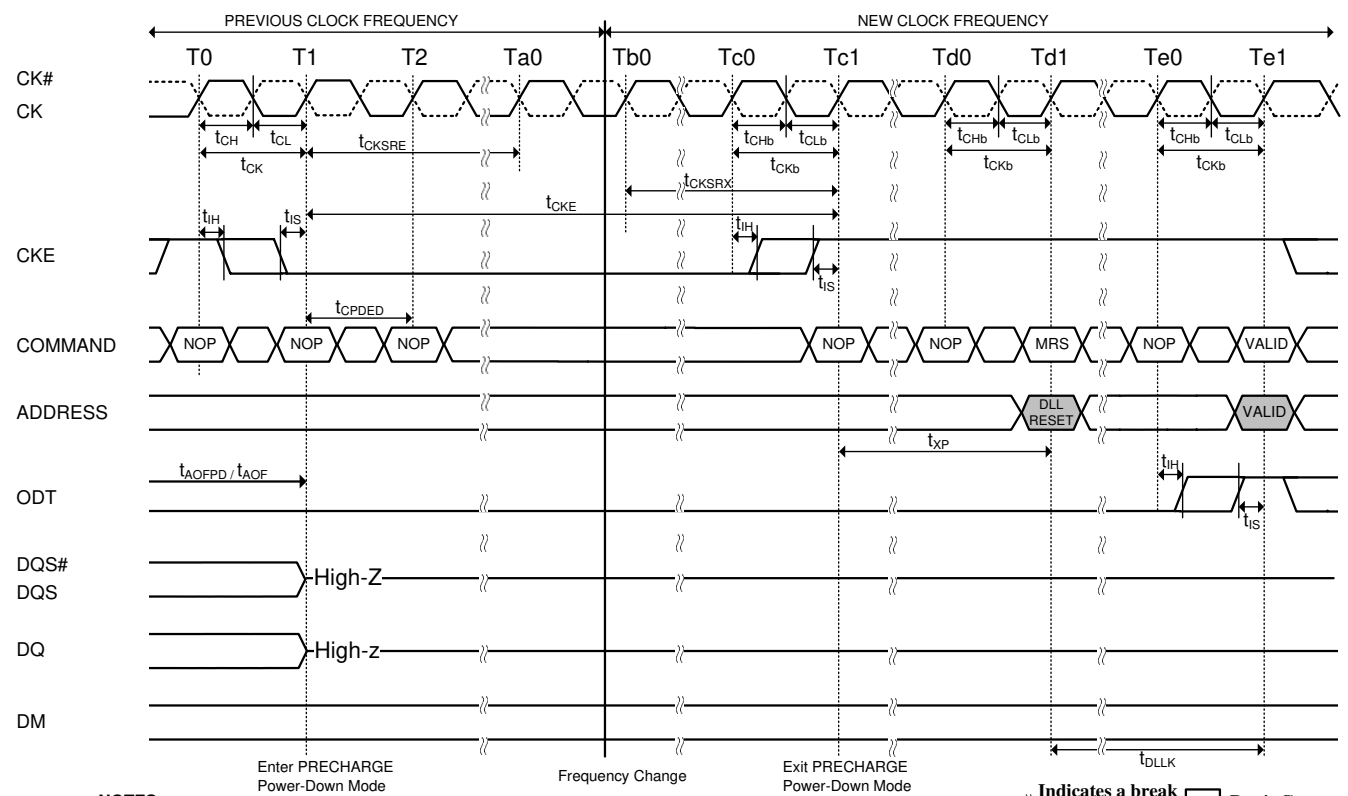 PREVIOUS CLOCK FREQUENCY NEW CLOCK FREQUENCY
T0 T1 T2 Ta0 Tb0 Tc0 Tc1 Td0 Td1 Te0 Te1
CK#
CK
tCH tCL tCKSRE tCHb tCLb tCHb tCLb tCHb tCLb
tCK tCKb tCKb tCKb
tCKSRX
tCKE
tIH tIS tIH
CKE
tIS
tCPDED
COMMAND NOP NOP NOP NOP NOP MRS NOP VALID
ADDRESS DLL RESET VALID
tXP
tAOFPD / tAOF tIH
ODT
tIS
DQS#
DQS
High-Z
DQ High-z
DM
tDLLK
Enter PRECHARGE
Power-Down Mode
Frequency Change
Exit PRECHARGE
Power-Down Mode
Indicates a break